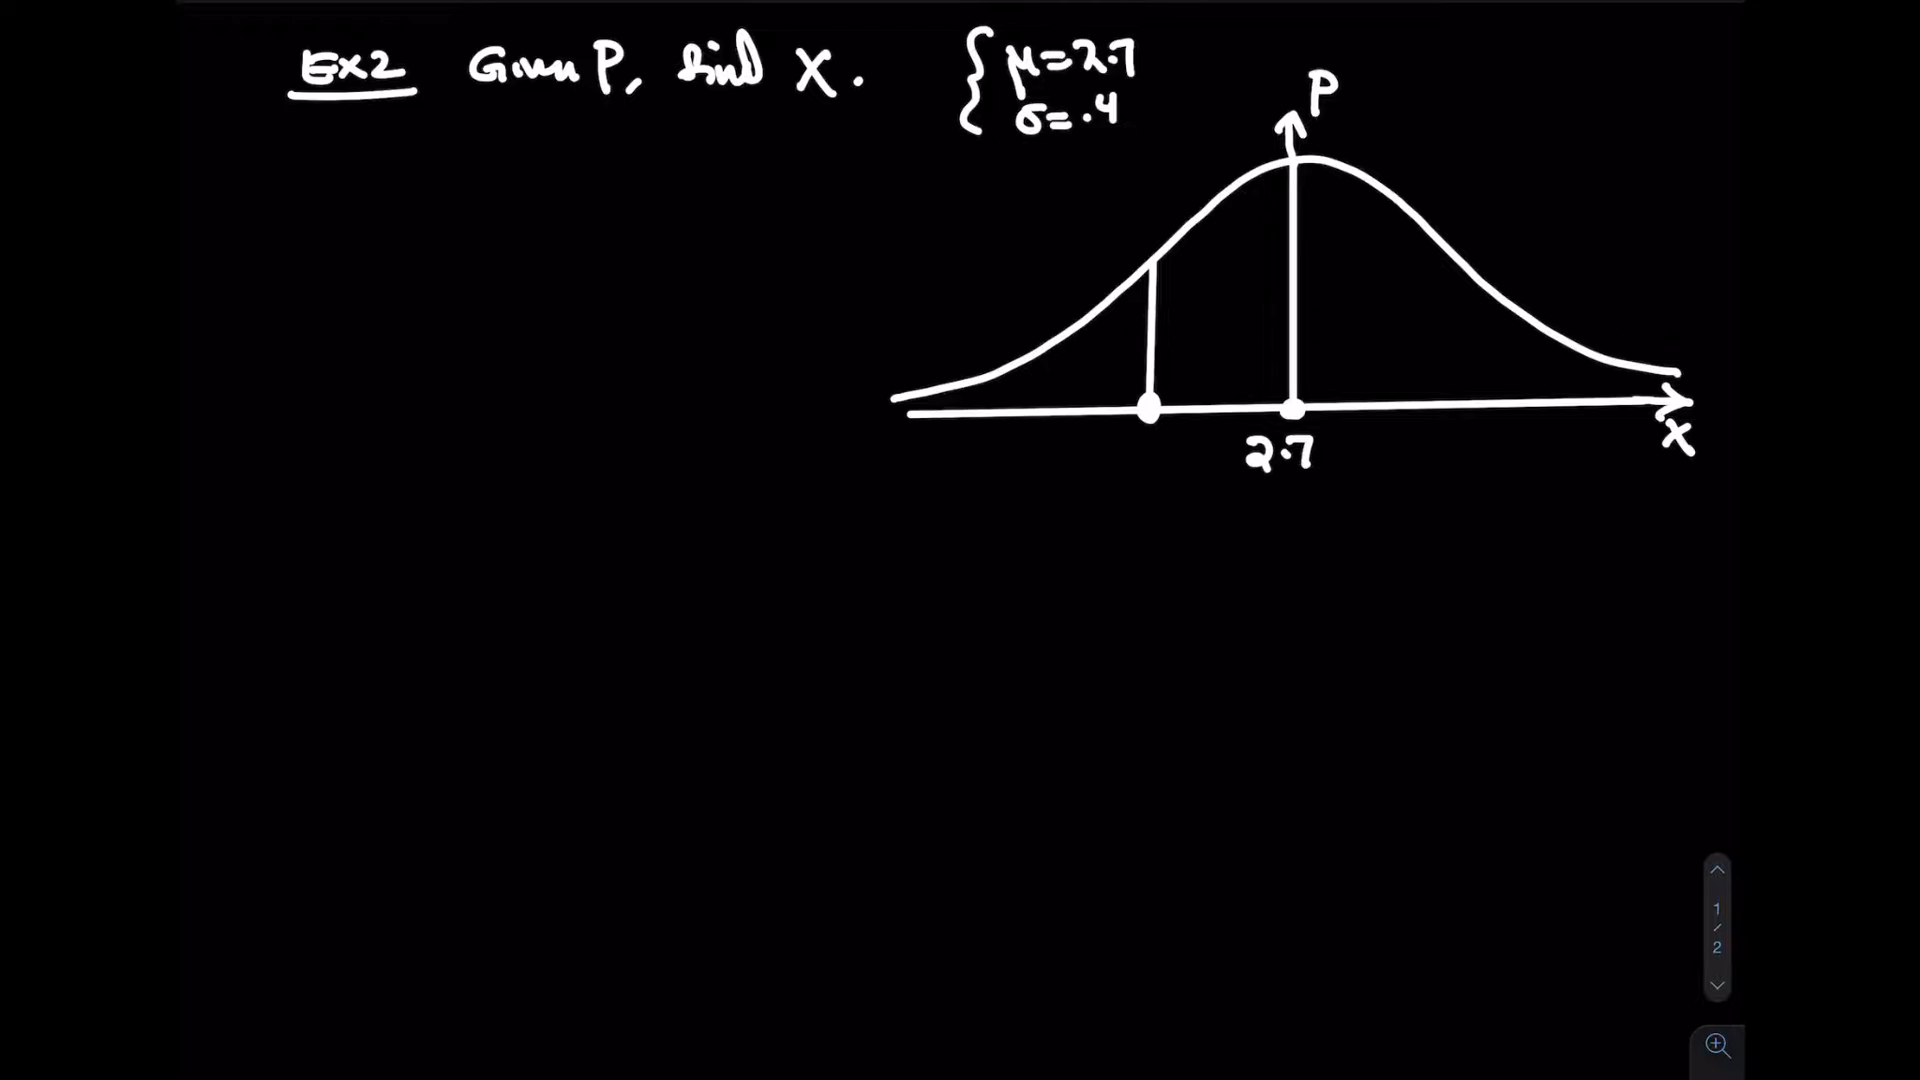 Ex2 Given P, find X. { μ=2.7
σ=.4
P
2.7
X
1
/
2